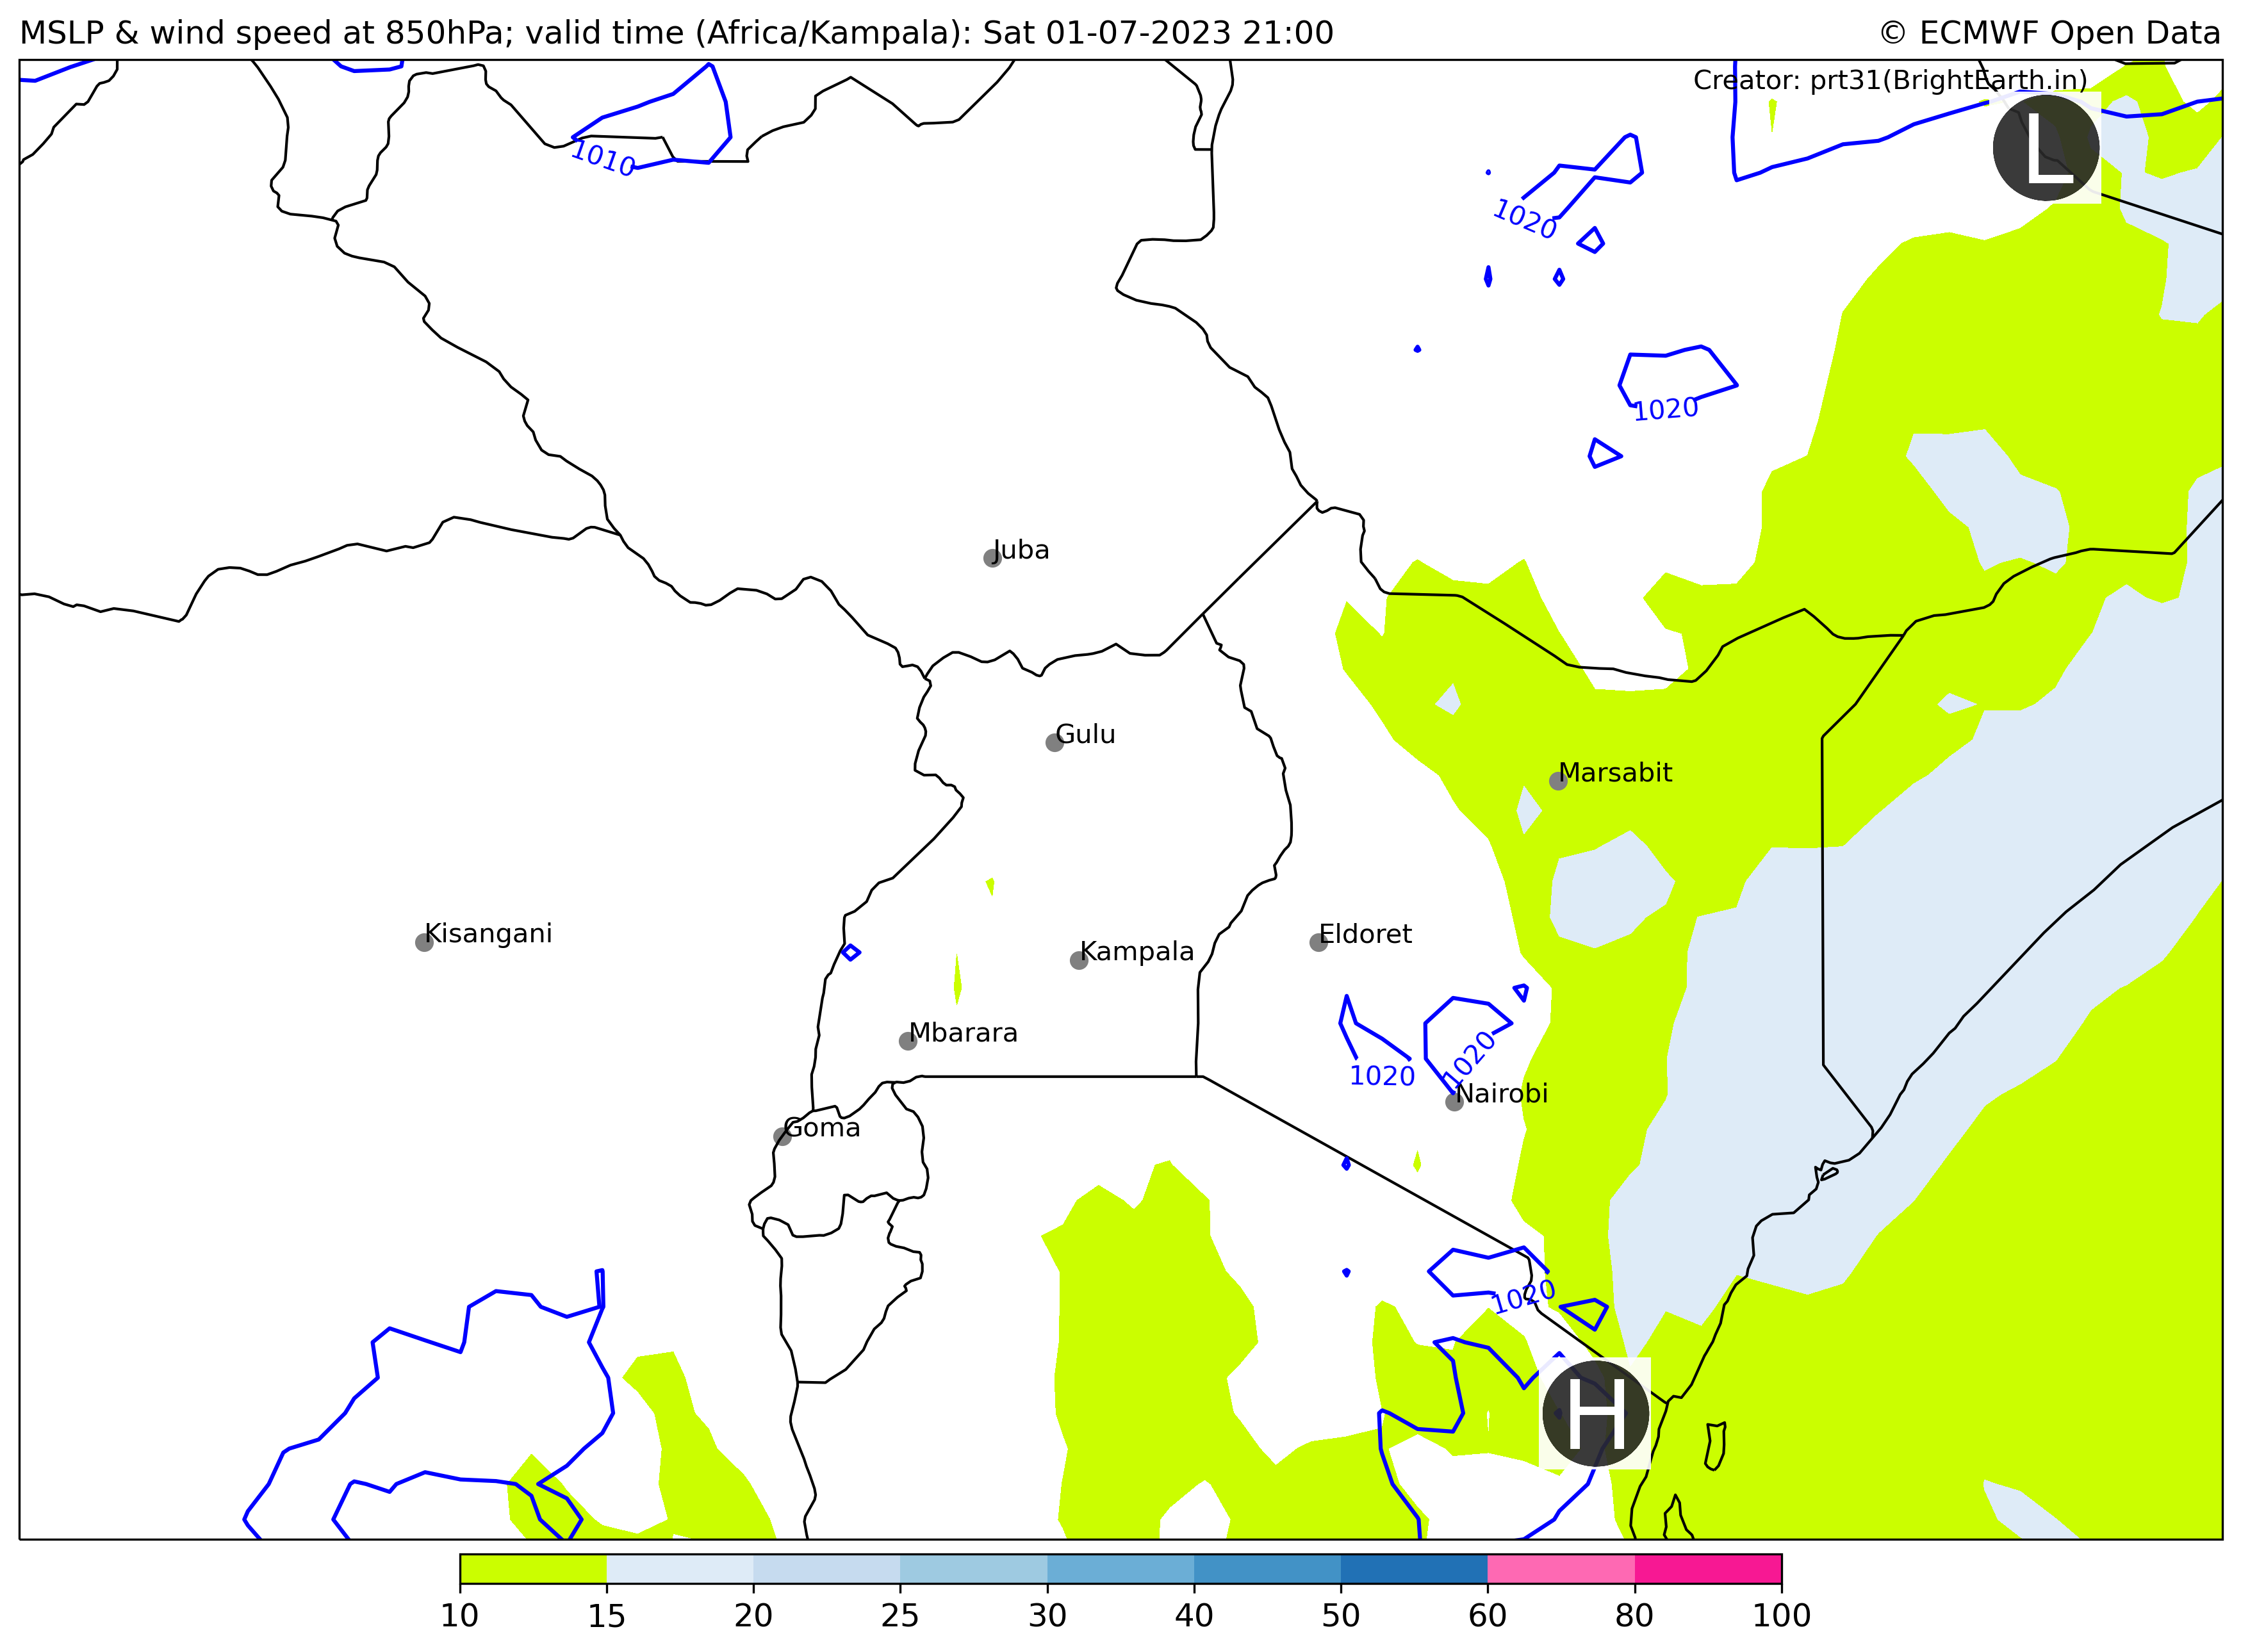 MSLP & wind speed at 850hPa; valid time (Africa/Kampala): Sat 01-07-2023 21:00
© ECMWF Open Data
Creator: prt31(BrightEarth.in)
L
1010
1020
1020
Juba
Gulu
Marsabit
Kisangani
Kampala
Eldoret
Mbarara
1020
1020
Nairobi
Goma
1020
H
10 15 20 25 30 40 50 60 80 100